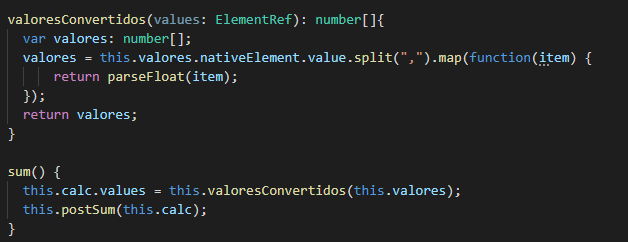 valoresConvertidos(values: ElementRef): number[]{
  var valores: number[];
  valores = this.valores.nativeElement.value.split(",").map(function(item) {
      return parseFloat(item);
  });
  return valores;
}

sum() {
  this.calc.values = this.valoresConvertidos(this.valores);
  this.postSum(this.calc);
}